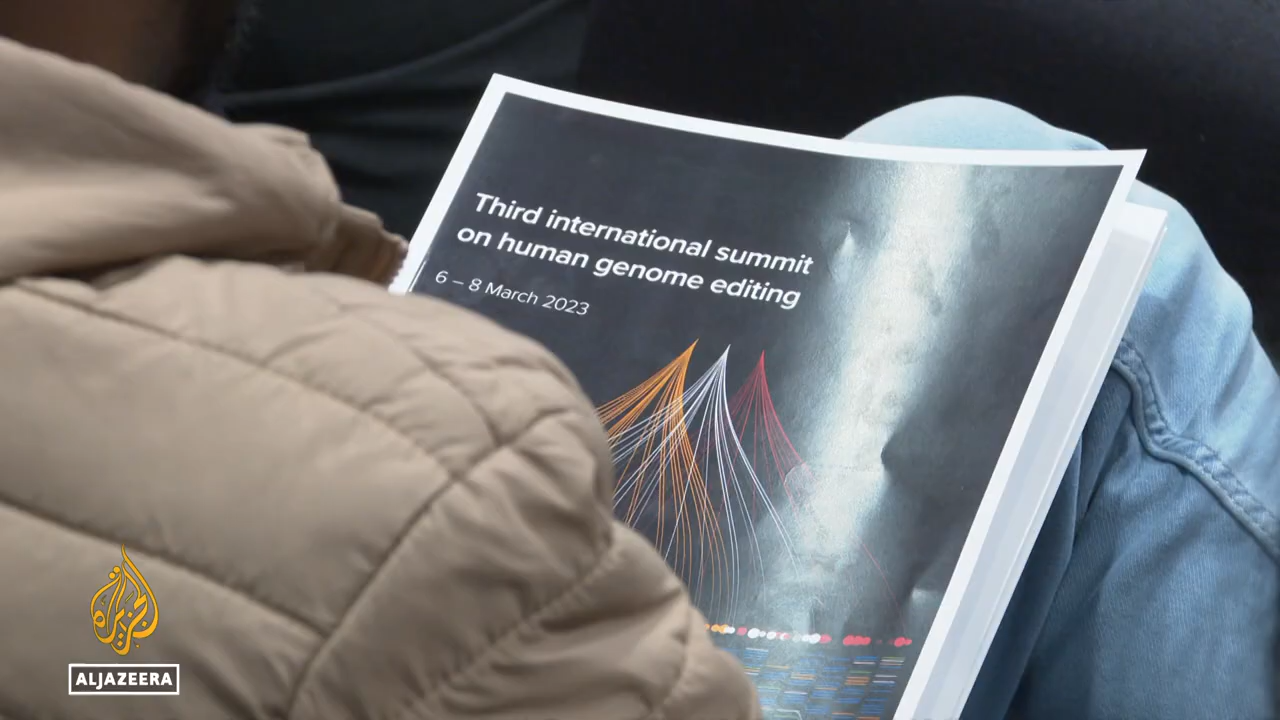 Third international summit
on human genome editing
6 – 8 March 2023
الجزيرة
ALJAZEERA